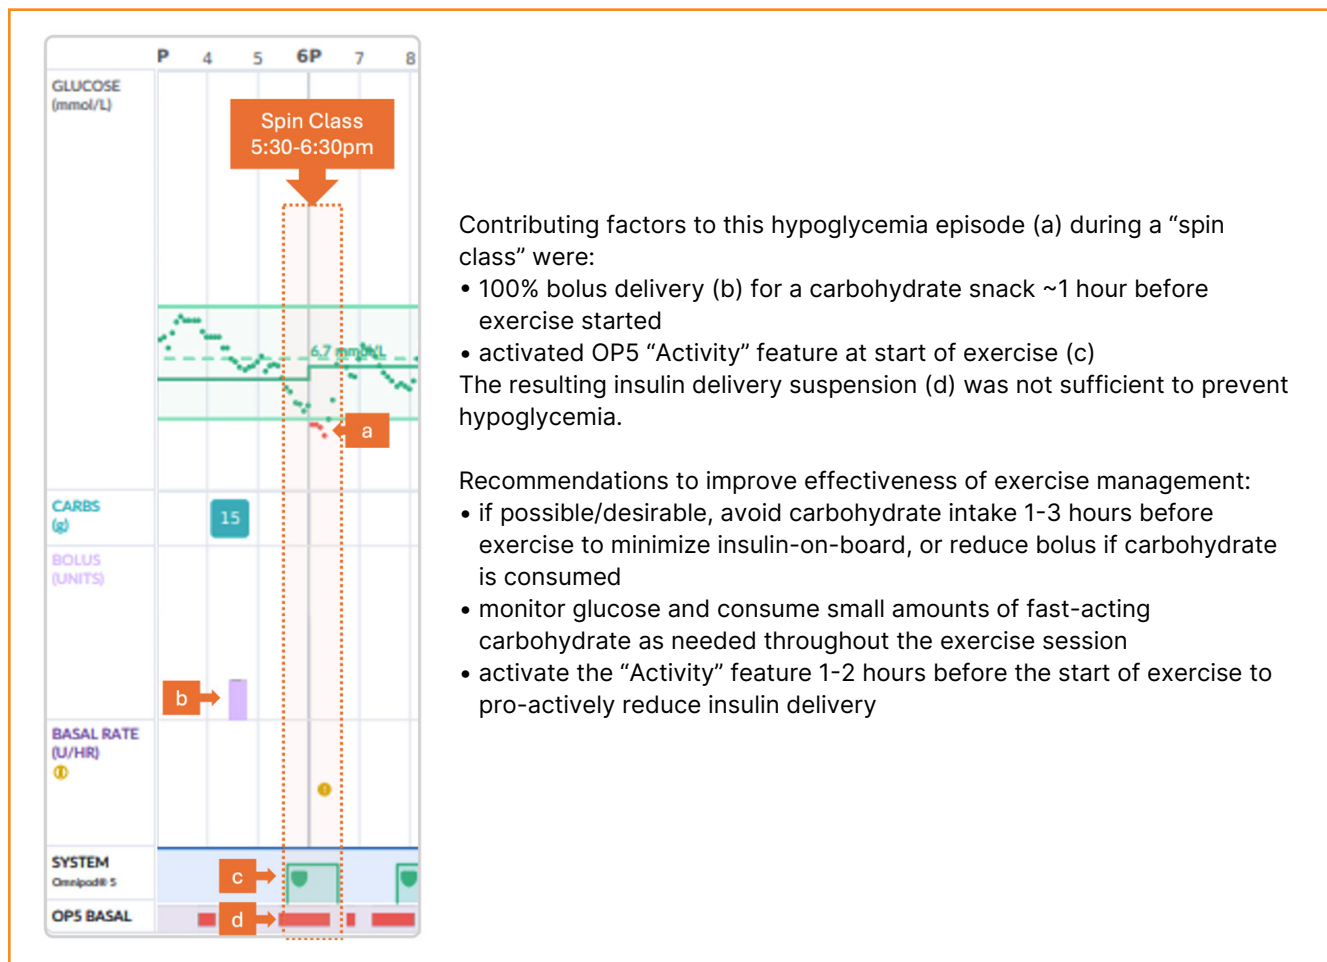 P 4 5 6P 7 8
GLUCOSE
(mmol/L)
Spin Class
5:30-6:30pm
6.7 mmol/L
a
CARBS
(g)
15
BOLUS
(UNITS)
b
BASAL RATE
(U/HR)
SYSTEM
Omnipod® 5
c
OP5 BASAL
d
Contributing factors to this hypoglycemia episode (a) during a “spin
class” were:
• 100% bolus delivery (b) for a carbohydrate snack ~1 hour before
exercise started
• activated OP5 “Activity” feature at start of exercise (c)
The resulting insulin delivery suspension (d) was not sufficient to prevent
hypoglycemia.
Recommendations to improve effectiveness of exercise management:
• if possible/desirable, avoid carbohydrate intake 1-3 hours before
exercise to minimize insulin-on-board, or reduce bolus if carbohydrate
is consumed
• monitor glucose and consume small amounts of fast-acting
carbohydrate as needed throughout the exercise session
• activate the “Activity” feature 1-2 hours before the start of exercise to
pro-actively reduce insulin delivery